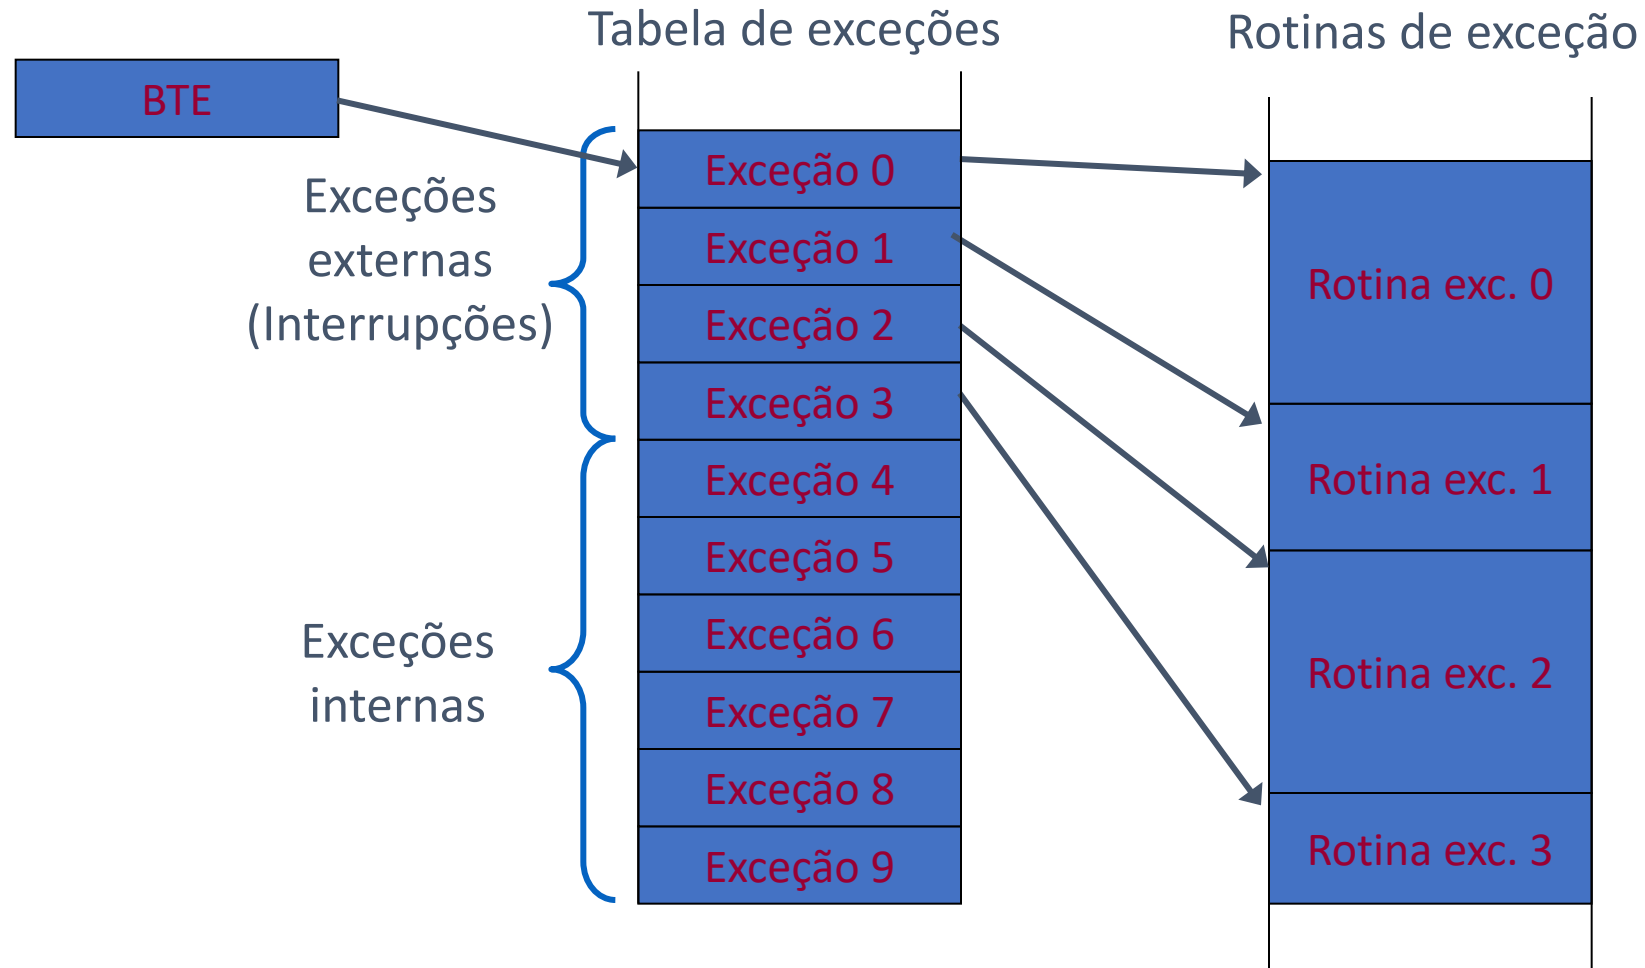 Tabela de exceções
Rotinas de exceção
BTE
Exceções
externas
(Interrupções)
Exceções
internas
Exceção 0
Exceção 1
Exceção 2
Exceção 3
Exceção 4
Exceção 5
Exceção 6
Exceção 7
Exceção 8
Exceção 9
Rotina exc. 0
Rotina exc. 1
Rotina exc. 2
Rotina exc. 3